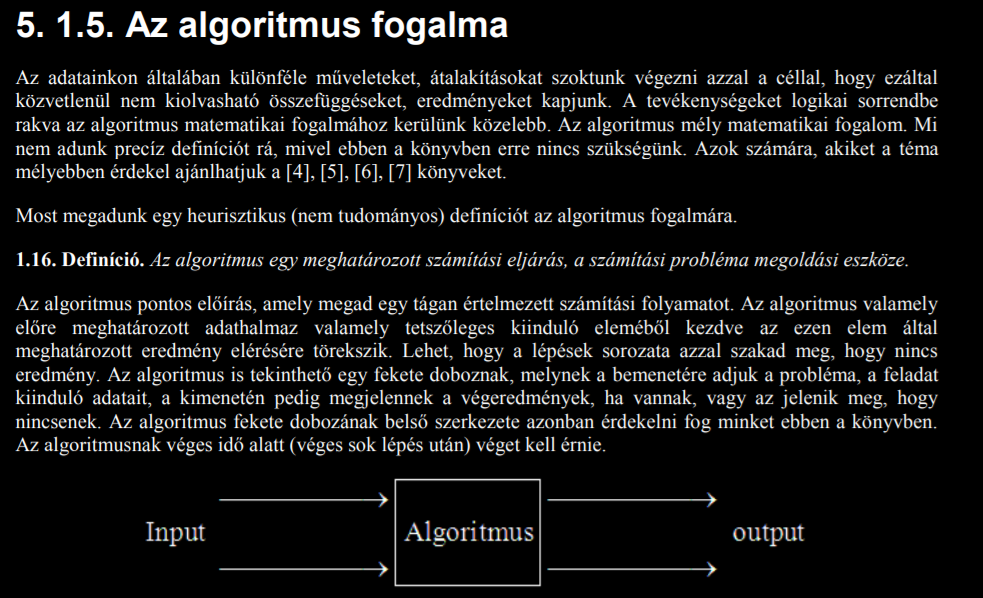 5. 1.5. Az algoritmus fogalma
Az adatainkon általában különféle műveleteket, átalakításokat szoktunk végezni azzal a céllal, hogy ezáltal
közvetlenül nem kiolvasható összefüggéseket, eredményeket kapjunk. A tevékenységeket logikai sorrendbe
rakva az algoritmus matematikai fogalmához kerülünk közelebb. Az algoritmus mély matematikai fogalom. Mi
nem adunk precíz definíciót rá, mivel ebben a könyvben erre nincs szükségünk. Azok számára, akiket a téma
mélyebben érdekel ajánlhatjuk a [4], [5], [6], [7] könyveket.
Most megadunk egy heurisztikus (nem tudományos) definíciót az algoritmus fogalmára.
1.16. Definíció. Az algoritmus egy meghatározott számítási eljárás, a számítási probléma megoldási eszköze.
Az algoritmus pontos előírás, amely megad egy tágan értelmezett számítási folyamatot. Az algoritmus valamely
előre meghatározott adathalmaz valamely tetszőleges kiinduló eleméből kezdve az ezen elem által
meghatározott eredmény elérésére törekszik. Lehet, hogy a lépések sorozata azzal szakad meg, hogy nincs
eredmény. Az algoritmus is tekinthető egy fekete doboznak, melynek a bemenetére adjuk a probléma, a feladat
kiinduló adatait, a kimenetén pedig megjelennek a végeredmények, ha vannak, vagy az jelenik meg, hogy
nincsenek. Az algoritmus fekete dobozának belső szerkezete azonban érdekelni fog minket ebben a könyvben.
Az algoritmusnak véges idő alatt (véges sok lépés után) véget kell érnie.
Input Algoritmus output